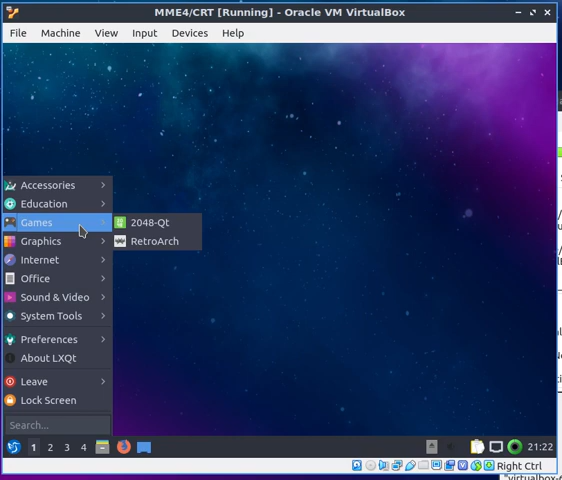 MME4/CRT [Running] - Oracle VM VirtualBox
File Machine View Input Devices Help
Accessories
Education
Games
2048-Qt
Graphics
RetroArch
Internet
Office
Sound & Video
System Tools
Preferences
About LXQt
Leave
Lock Screen
Search...
1 2 3 4
21:22
Right Ctrl
"virtualbox-